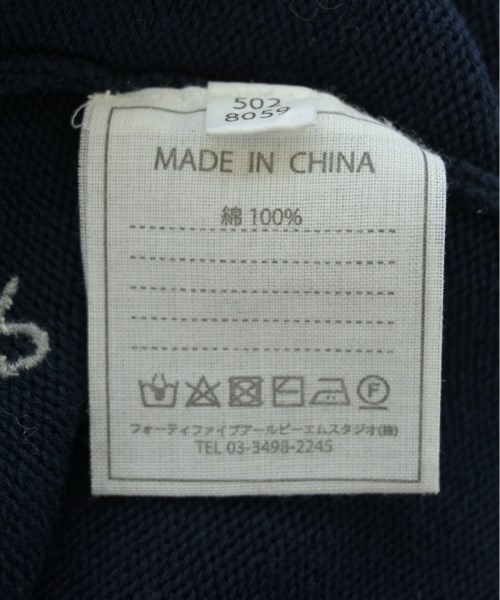 502
8059
MADE IN CHINA
綿 100%
F
フォーティファイブアールピーエムスタジオ(株)
TEL 03-3498-2245